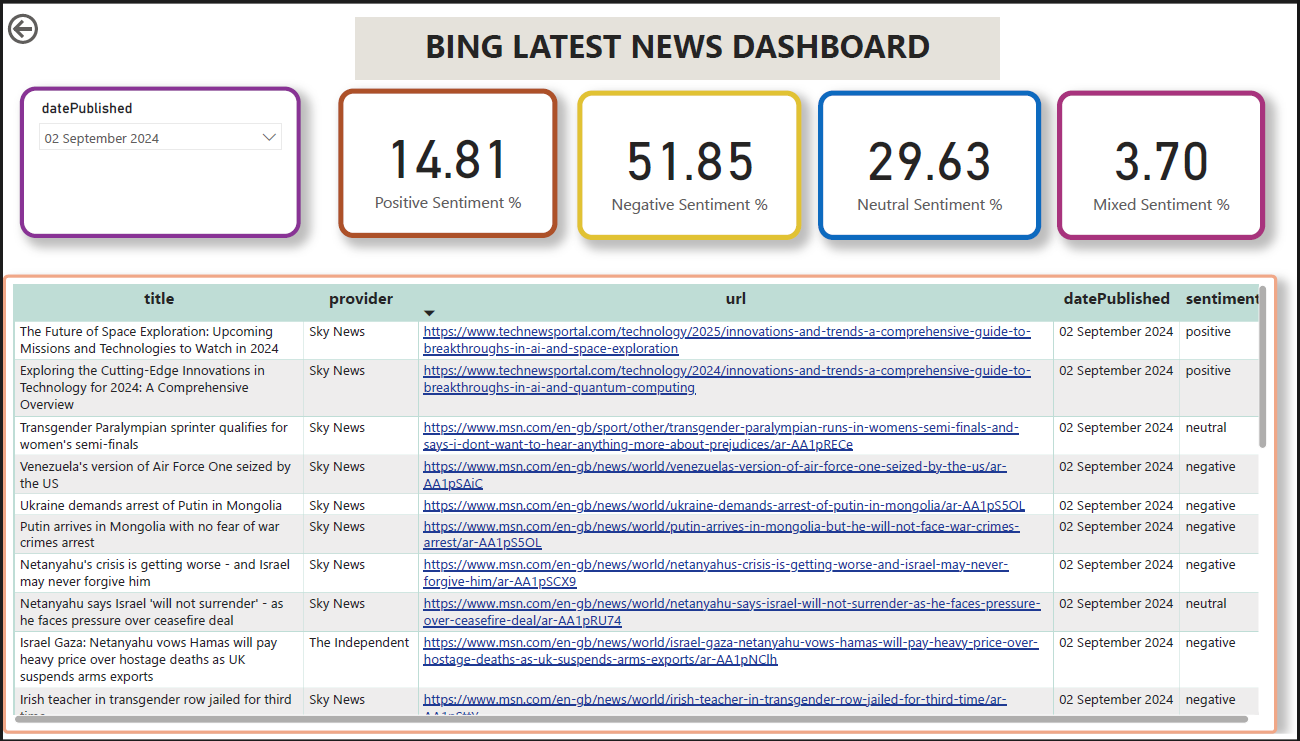 BING LATEST NEWS DASHBOARD
datePublished
02 September 2024
14.81
Positive Sentiment %
51.85
Negative Sentiment %
29.63
Neutral Sentiment %
3.70
Mixed Sentiment %
title provider url datePublished sentiment
The Future of Space Exploration: Upcoming Sky News https://www.technewsportal.com/technology/2025/innovations-and-trends-a-comprehensive-guide-to- 02 September 2024 positive
Missions and Technologies to Watch in 2024 breakthroughs-in-ai-and-space-exploration
Exploring the Cutting-Edge Innovations in Sky News https://www.technewsportal.com/technology/2024/innovations-and-trends-a-comprehensive-guide-to- 02 September 2024 positive
Technology for 2024: A Comprehensive breakthroughs-in-ai-and-quantum-computing
Overview
Transgender Paralympian sprinter qualifies for Sky News https://www.msn.com/en-gb/sport/other/transgender-paralympian-runs-in-womens-semi-finals-and- 02 September 2024 neutral
women's semi-finals says-i-dont-want-to-hear-anything-more-about-prejudices/ar-AA1pRECe
Venezuela's version of Air Force One seized by Sky News https://www.msn.com/en-gb/news/world/venezuelas-version-of-air-force-one-seized-by-the-us/ar- 02 September 2024 negative
the US AA1pSAiC
Ukraine demands arrest of Putin in Mongolia Sky News https://www.msn.com/en-gb/news/world/ukraine-demands-arrest-of-putin-in-mongolia/ar-AA1pS5OL 02 September 2024 negative
Putin arrives in Mongolia with no fear of war Sky News https://www.msn.com/en-gb/news/world/putin-arrives-in-mongolia-but-he-will-not-face-war-crimes- 02 September 2024 negative
crimes arrest arrest/ar-AA1pS5OL
Netanyahu's crisis is getting worse - and Israel Sky News https://www.msn.com/en-gb/news/world/netanyahus-crisis-is-getting-worse-and-israel-may-never- 02 September 2024 negative
may never forgive him forgive-him/ar-AA1pSCX9
Netanyahu says Israel 'will not surrender' - as Sky News https://www.msn.com/en-gb/news/world/netanyahu-says-israel-will-not-surrender-as-he-faces-pressure- 02 September 2024 neutral
he faces pressure over ceasefire deal over-ceasefire-deal/ar-AA1pRU74
Israel Gaza: Netanyahu vows Hamas will pay The Independent https://www.msn.com/en-gb/news/world/israel-gaza-netanyahu-vows-hamas-will-pay-heavy-price-over- 02 September 2024 negative
heavy price over hostage deaths as UK hostage-deaths-as-uk-suspends-arms-exports/ar-AA1pNClh
suspends arms exports
Irish teacher in transgender row jailed for third Sky News https://www.msn.com/en-gb/news/world/irish-teacher-in-transgender-row-jailed-for-third-time/ar- 02 September 2024 negative